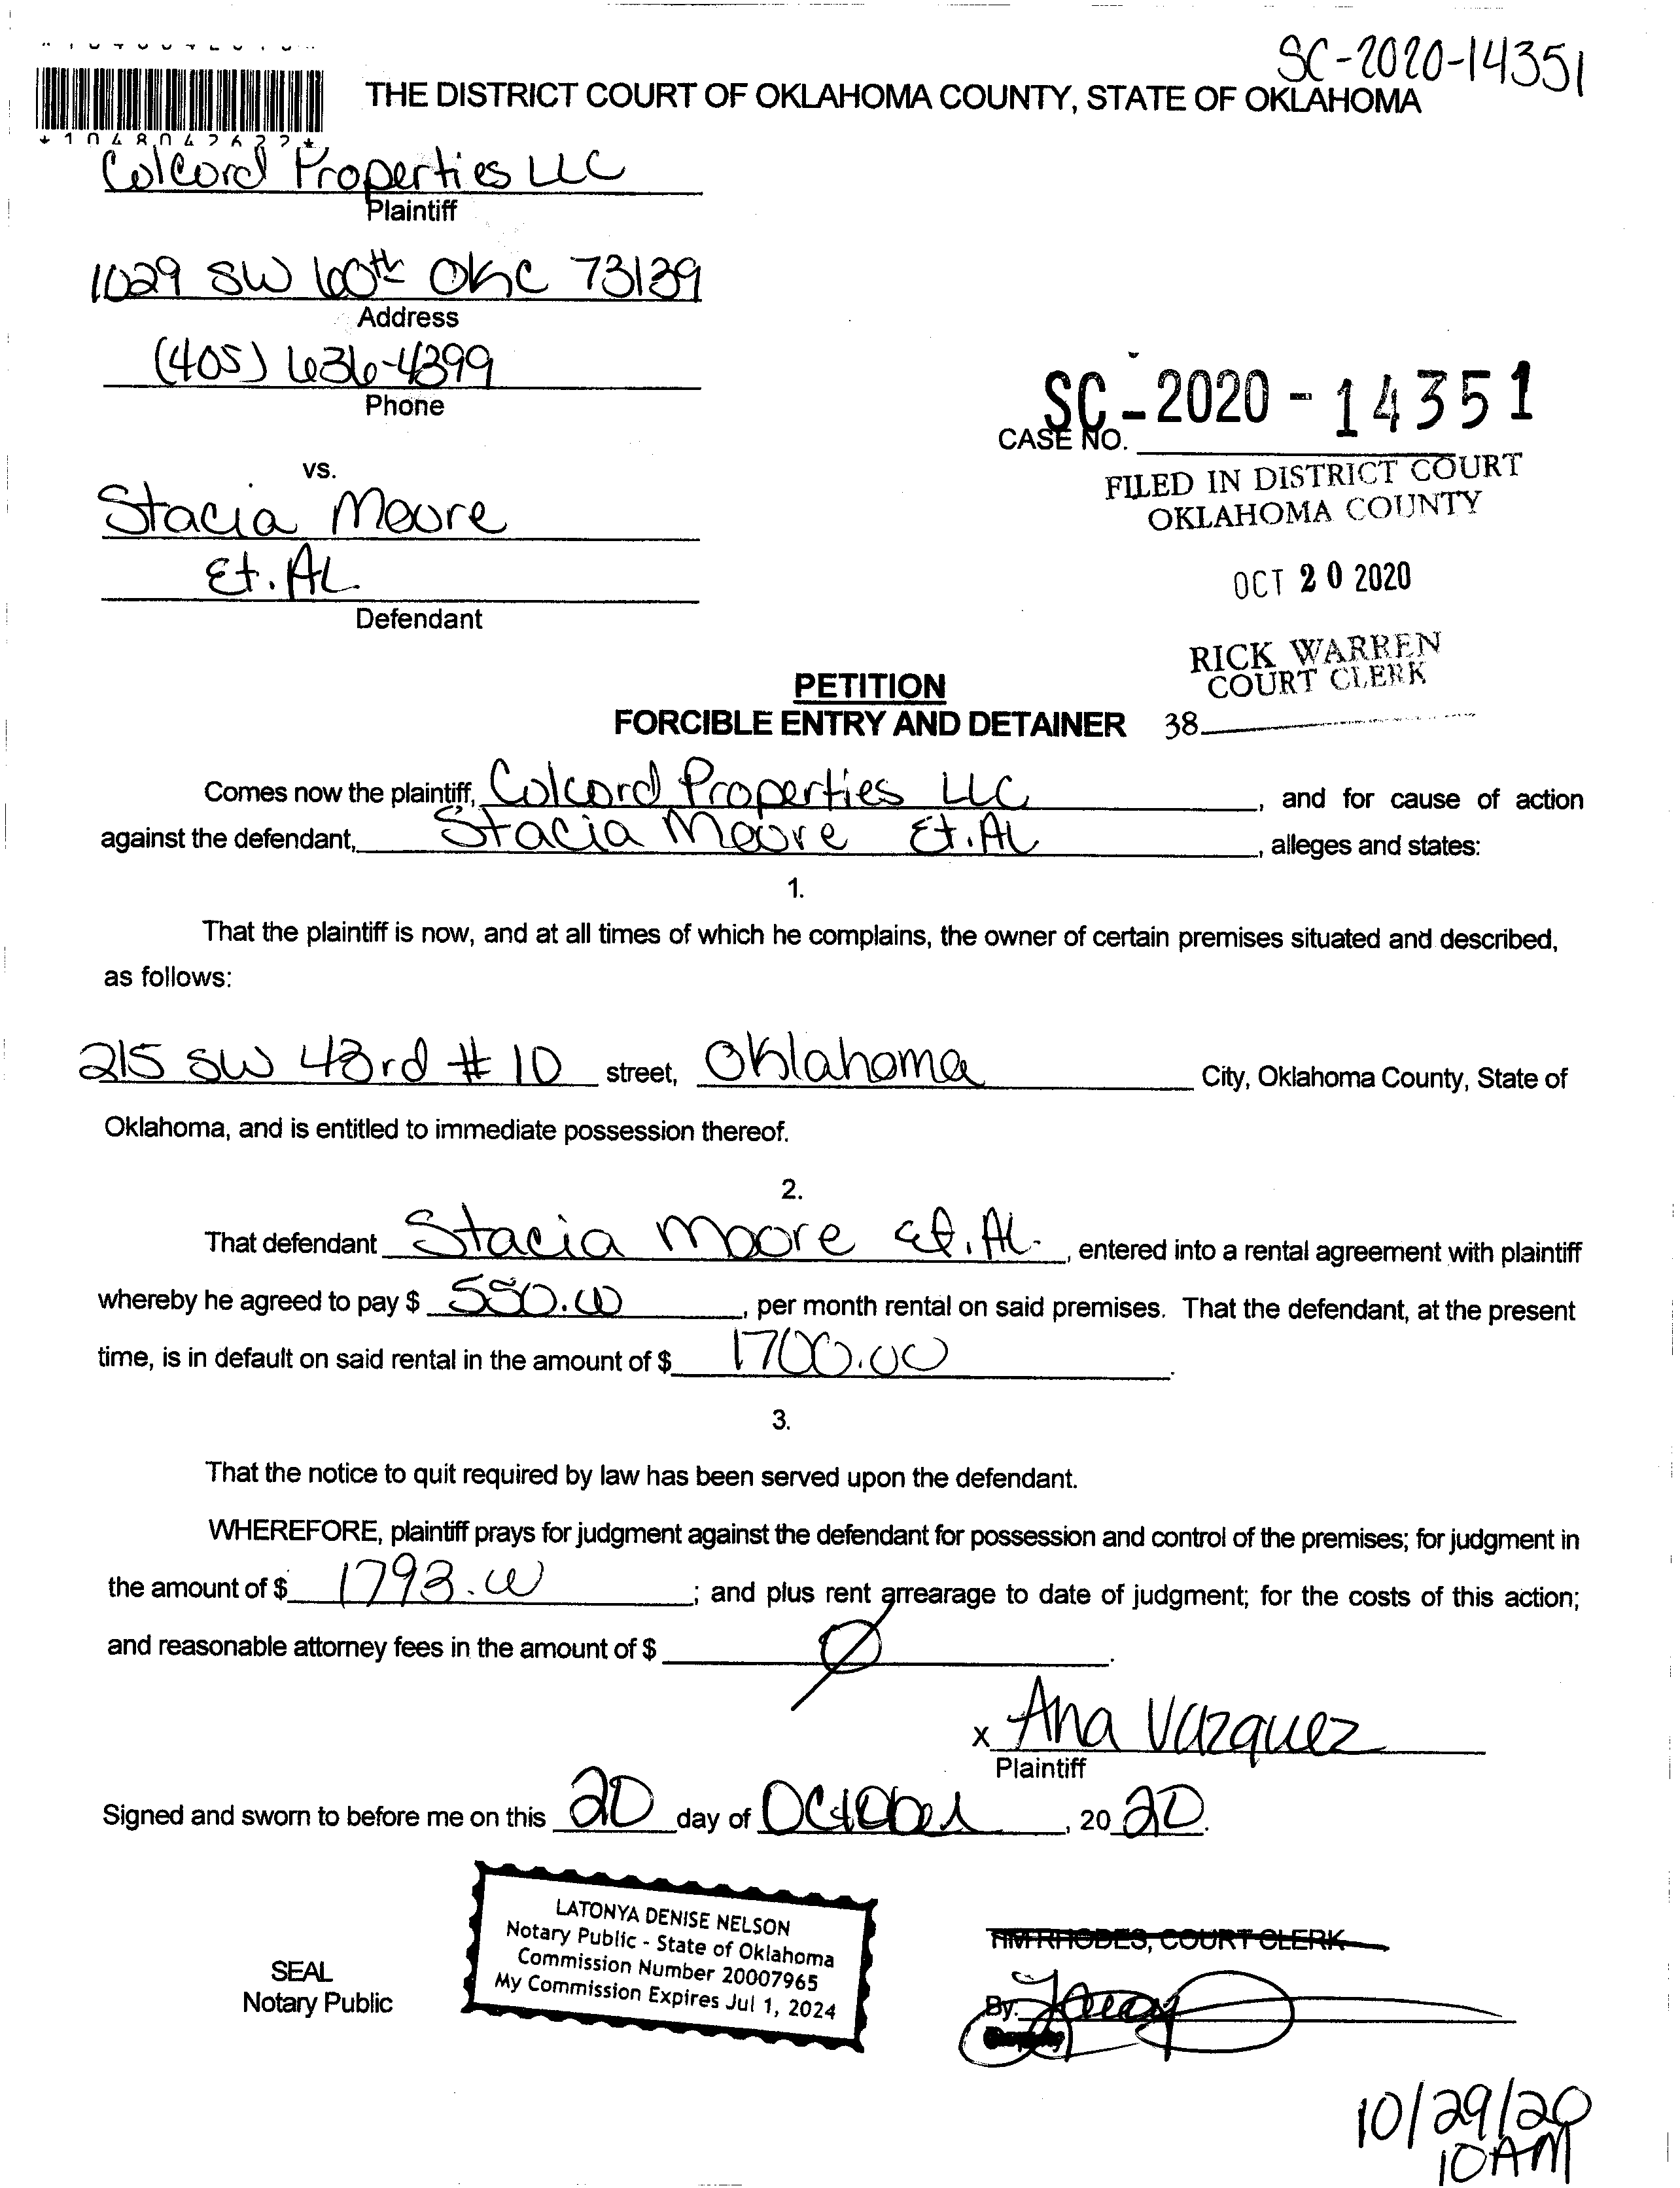 SC-2020-14351
THE DISTRICT COURT OF OKLAHOMA COUNTY, STATE OF OKLAHOMA
Colcord Properties LLC
Plaintiff
1029 SW 60th OKC 73139
Address
(405) 636-4399
Phone
SC-2020-14351
CASE NO.
vs.
FILED IN DISTRICT COURT
OKLAHOMA COUNTY
Stacia Moore
Et. AL
Defendant
OCT 20 2020
RICK WARREN
COURT CLERK
PETITION
FORCIBLE ENTRY AND DETAINER
38
Comes now the plaintiff, Colcord Properties LLC, and for cause of action
against the defendant, Stacia Moore Et. AL, alleges and states:
1.
That the plaintiff is now, and at all times of which he complains, the owner of certain premises situated and described,
as follows:
215 SW 43rd # 10 street, Oklahoma City, Oklahoma County, State of
Oklahoma, and is entitled to immediate possession thereof.
2.
That defendant Stacia Moore Et. AL., entered into a rental agreement with plaintiff
whereby he agreed to pay $ 550.00, per month rental on said premises. That the defendant, at the present
time, is in default on said rental in the amount of $ 1700.00.
3.
That the notice to quit required by law has been served upon the defendant.
WHEREFORE, plaintiff prays for judgment against the defendant for possession and control of the premises; for judgment in
the amount of $ 1793.00; and plus rent arrearage to date of judgment; for the costs of this action;
and reasonable attorney fees in the amount of $ Ø.
x Ana Vazquez
Plaintiff
Signed and sworn to before me on this 20 day of October, 2020.
LATONYA DENISE NELSON
Notary Public - State of Oklahoma
Commission Number 20007965
My Commission Expires Jul 1, 2024
SEAL
Notary Public
TIM RHODES, COURT CLERK
By:
10/29/20
10AM